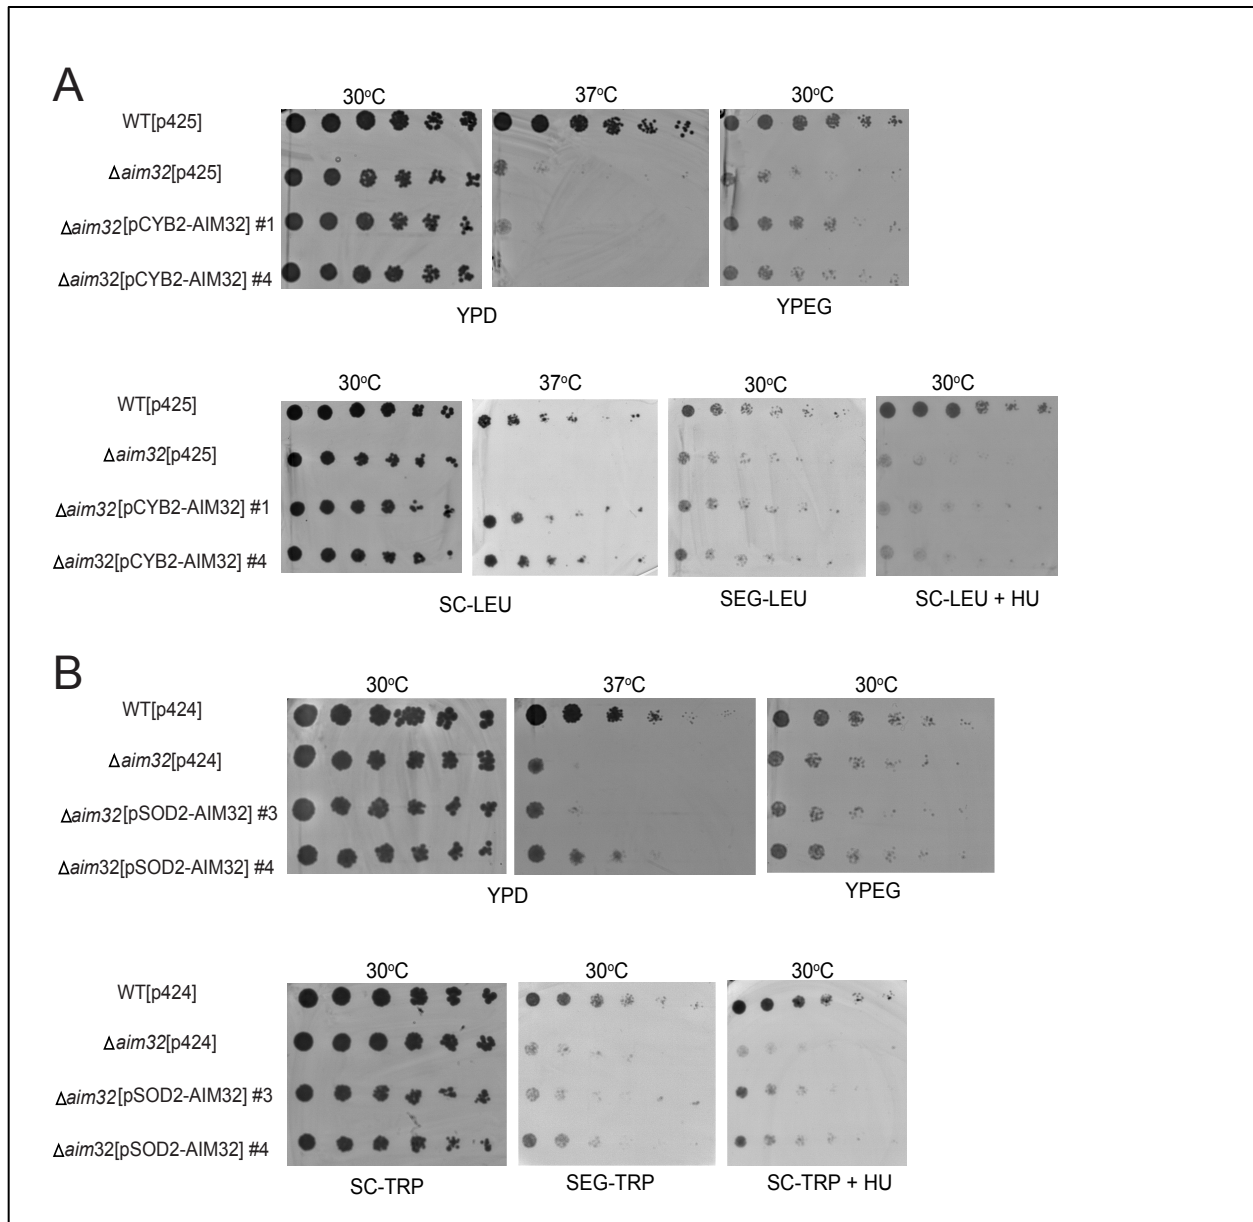 A
30°C 37°C 30°C
WT[p425]
Δaim32[p425]
Δaim32[pCYB2-AIM32] #1
Δaim32[pCYB2-AIM32] #4
YPD YPEG
30°C 37°C 30°C 30°C
WT[p425]
Δaim32[p425]
Δaim32[pCYB2-AIM32] #1
Δaim32[pCYB2-AIM32] #4
SC-LEU SEG-LEU SC-LEU + HU
B
30°C 37°C 30°C
WT[p424]
Δaim32[p424]
Δaim32[pSOD2-AIM32] #3
Δaim32[pSOD2-AIM32] #4
YPD YPEG
30°C 30°C 30°C
WT[p424]
Δaim32[p424]
Δaim32[pSOD2-AIM32] #3
Δaim32[pSOD2-AIM32] #4
SC-TRP SEG-TRP SC-TRP + HU